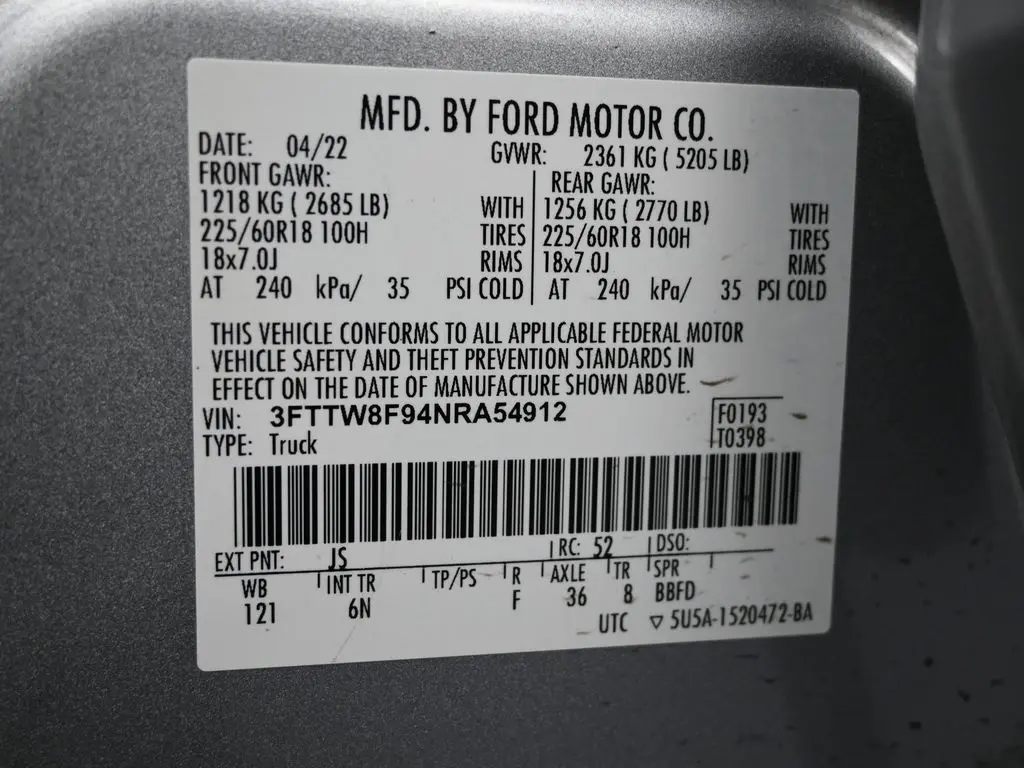 MFD. BY FORD MOTOR CO.
DATE: 04/22 GVWR: 2361 KG ( 5205 LB)
FRONT GAWR: REAR GAWR:
1218 KG ( 2685 LB) WITH 1256 KG ( 2770 LB) WITH
225/60R18 100H TIRES 225/60R18 100H TIRES
18x7.0J RIMS 18x7.0J RIMS
AT 240 kPa/ 35 PSI COLD AT 240 kPa/ 35 PSI COLD
THIS VEHICLE CONFORMS TO ALL APPLICABLE FEDERAL MOTOR
VEHICLE SAFETY AND THEFT PREVENTION STANDARDS IN
EFFECT ON THE DATE OF MANUFACTURE SHOWN ABOVE.
VIN: 3FTTW8F94NRA54912 F0193
TYPE: Truck T0398
EXT PNT: JS RC: 52 DSO:
WB INT TR TP/PS R AXLE TR SPR
121 6N F 36 8 BBFD
UTC ▽ 5U5A-1520472-BA